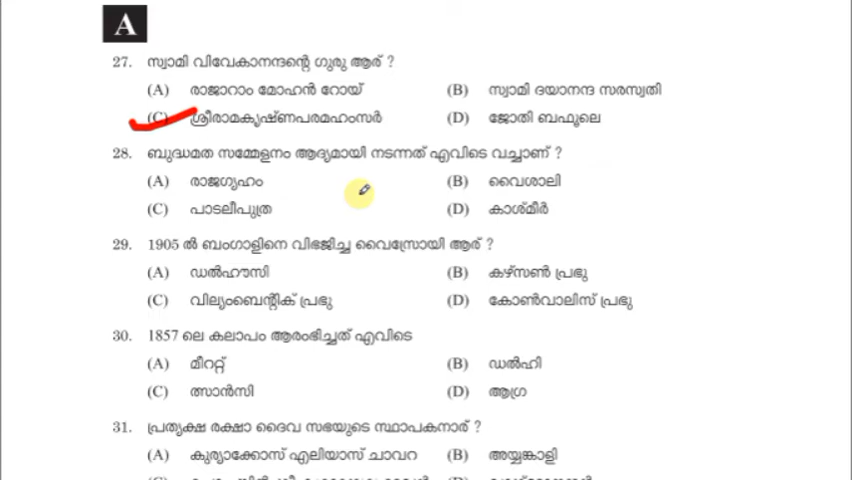 A
27. സ്വാമി വിവേകാനന്ദന്റെ ഗുരു ആര് ?
(A) രാജാറാം മോഹൻ റോയ് (B) സ്വാമി ദയാനന്ദ സരസ്വതി
(C) ശ്രീരാമകൃഷ്ണപരമഹംസർ (D) ജോതി ബഫൂലെ
28. ബുദ്ധമത സമ്മേളനം ആദ്യമായി നടന്നത് എവിടെ വച്ചാണ് ?
(A) രാജഗൃഹം (B) വൈശാലി
(C) പാടലീപുത്ര (D) കാശ്മീർ
29. 1905 ൽ ബംഗാളിനെ വിഭജിച്ച വൈസ്രോയി ആര് ?
(A) ഡൽഹൗസി (B) കഴ്സൺ പ്രഭു
(C) വില്യംബെന്റിക് പ്രഭു (D) കോൺവാലിസ് പ്രഭു
30. 1857 ലെ കലാപം ആരംഭിച്ചത് എവിടെ
(A) മീററ്റ് (B) ഡൽഹി
(C) ത്സാൻസി (D) ആഗ്ര
31. പ്രത്യക്ഷ രക്ഷാ ദൈവ സഭയുടെ സ്ഥാപകനാര് ?
(A) കുര്യാക്കോസ് എലിയാസ് ചാവറ (B) അയ്യങ്കാളി